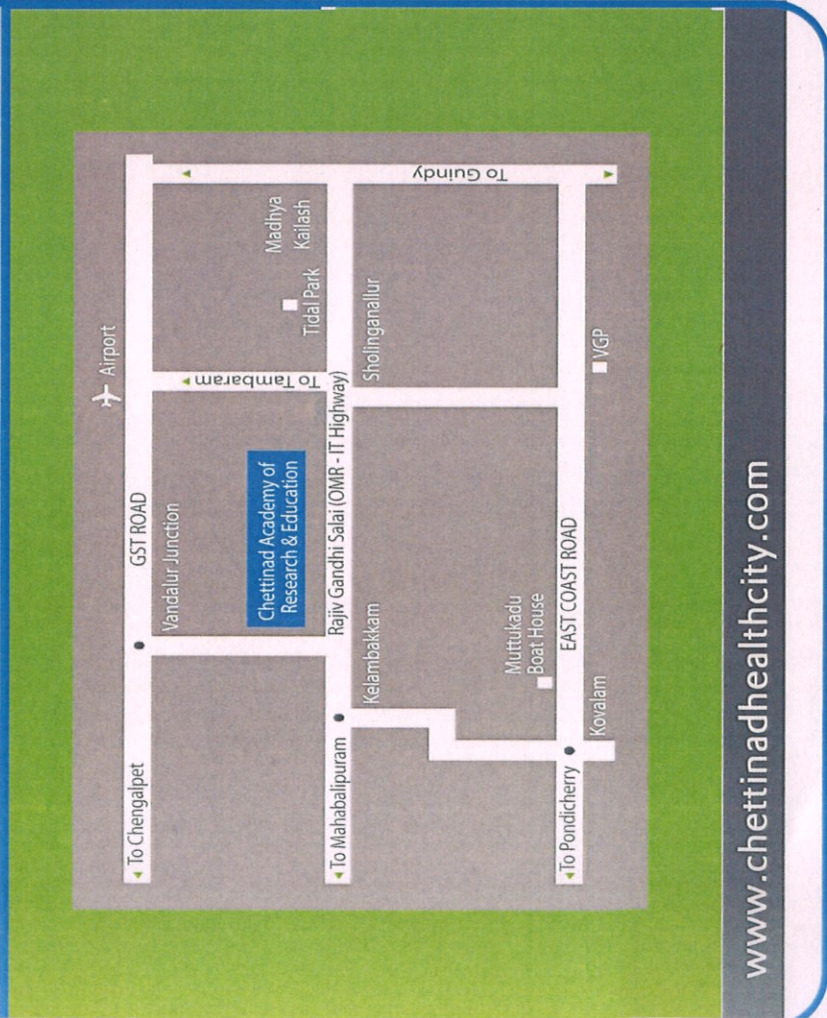 Airport
GST ROAD
To Chengalpet
Vandalur Junction
Chettinad Academy of
Research & Education
To Tambaram
Tidal Park
Madhya
Kailash
To Mahabalipuram
Rajiv Gandhi Salai (OMR - IT Highway)
Kelambakkam
Sholinganallur
To Guindy
Muttukadu
Boat House
To Pondicherry
EAST COAST ROAD
Kovalam
VGP
www.chettinadhealthcity.com